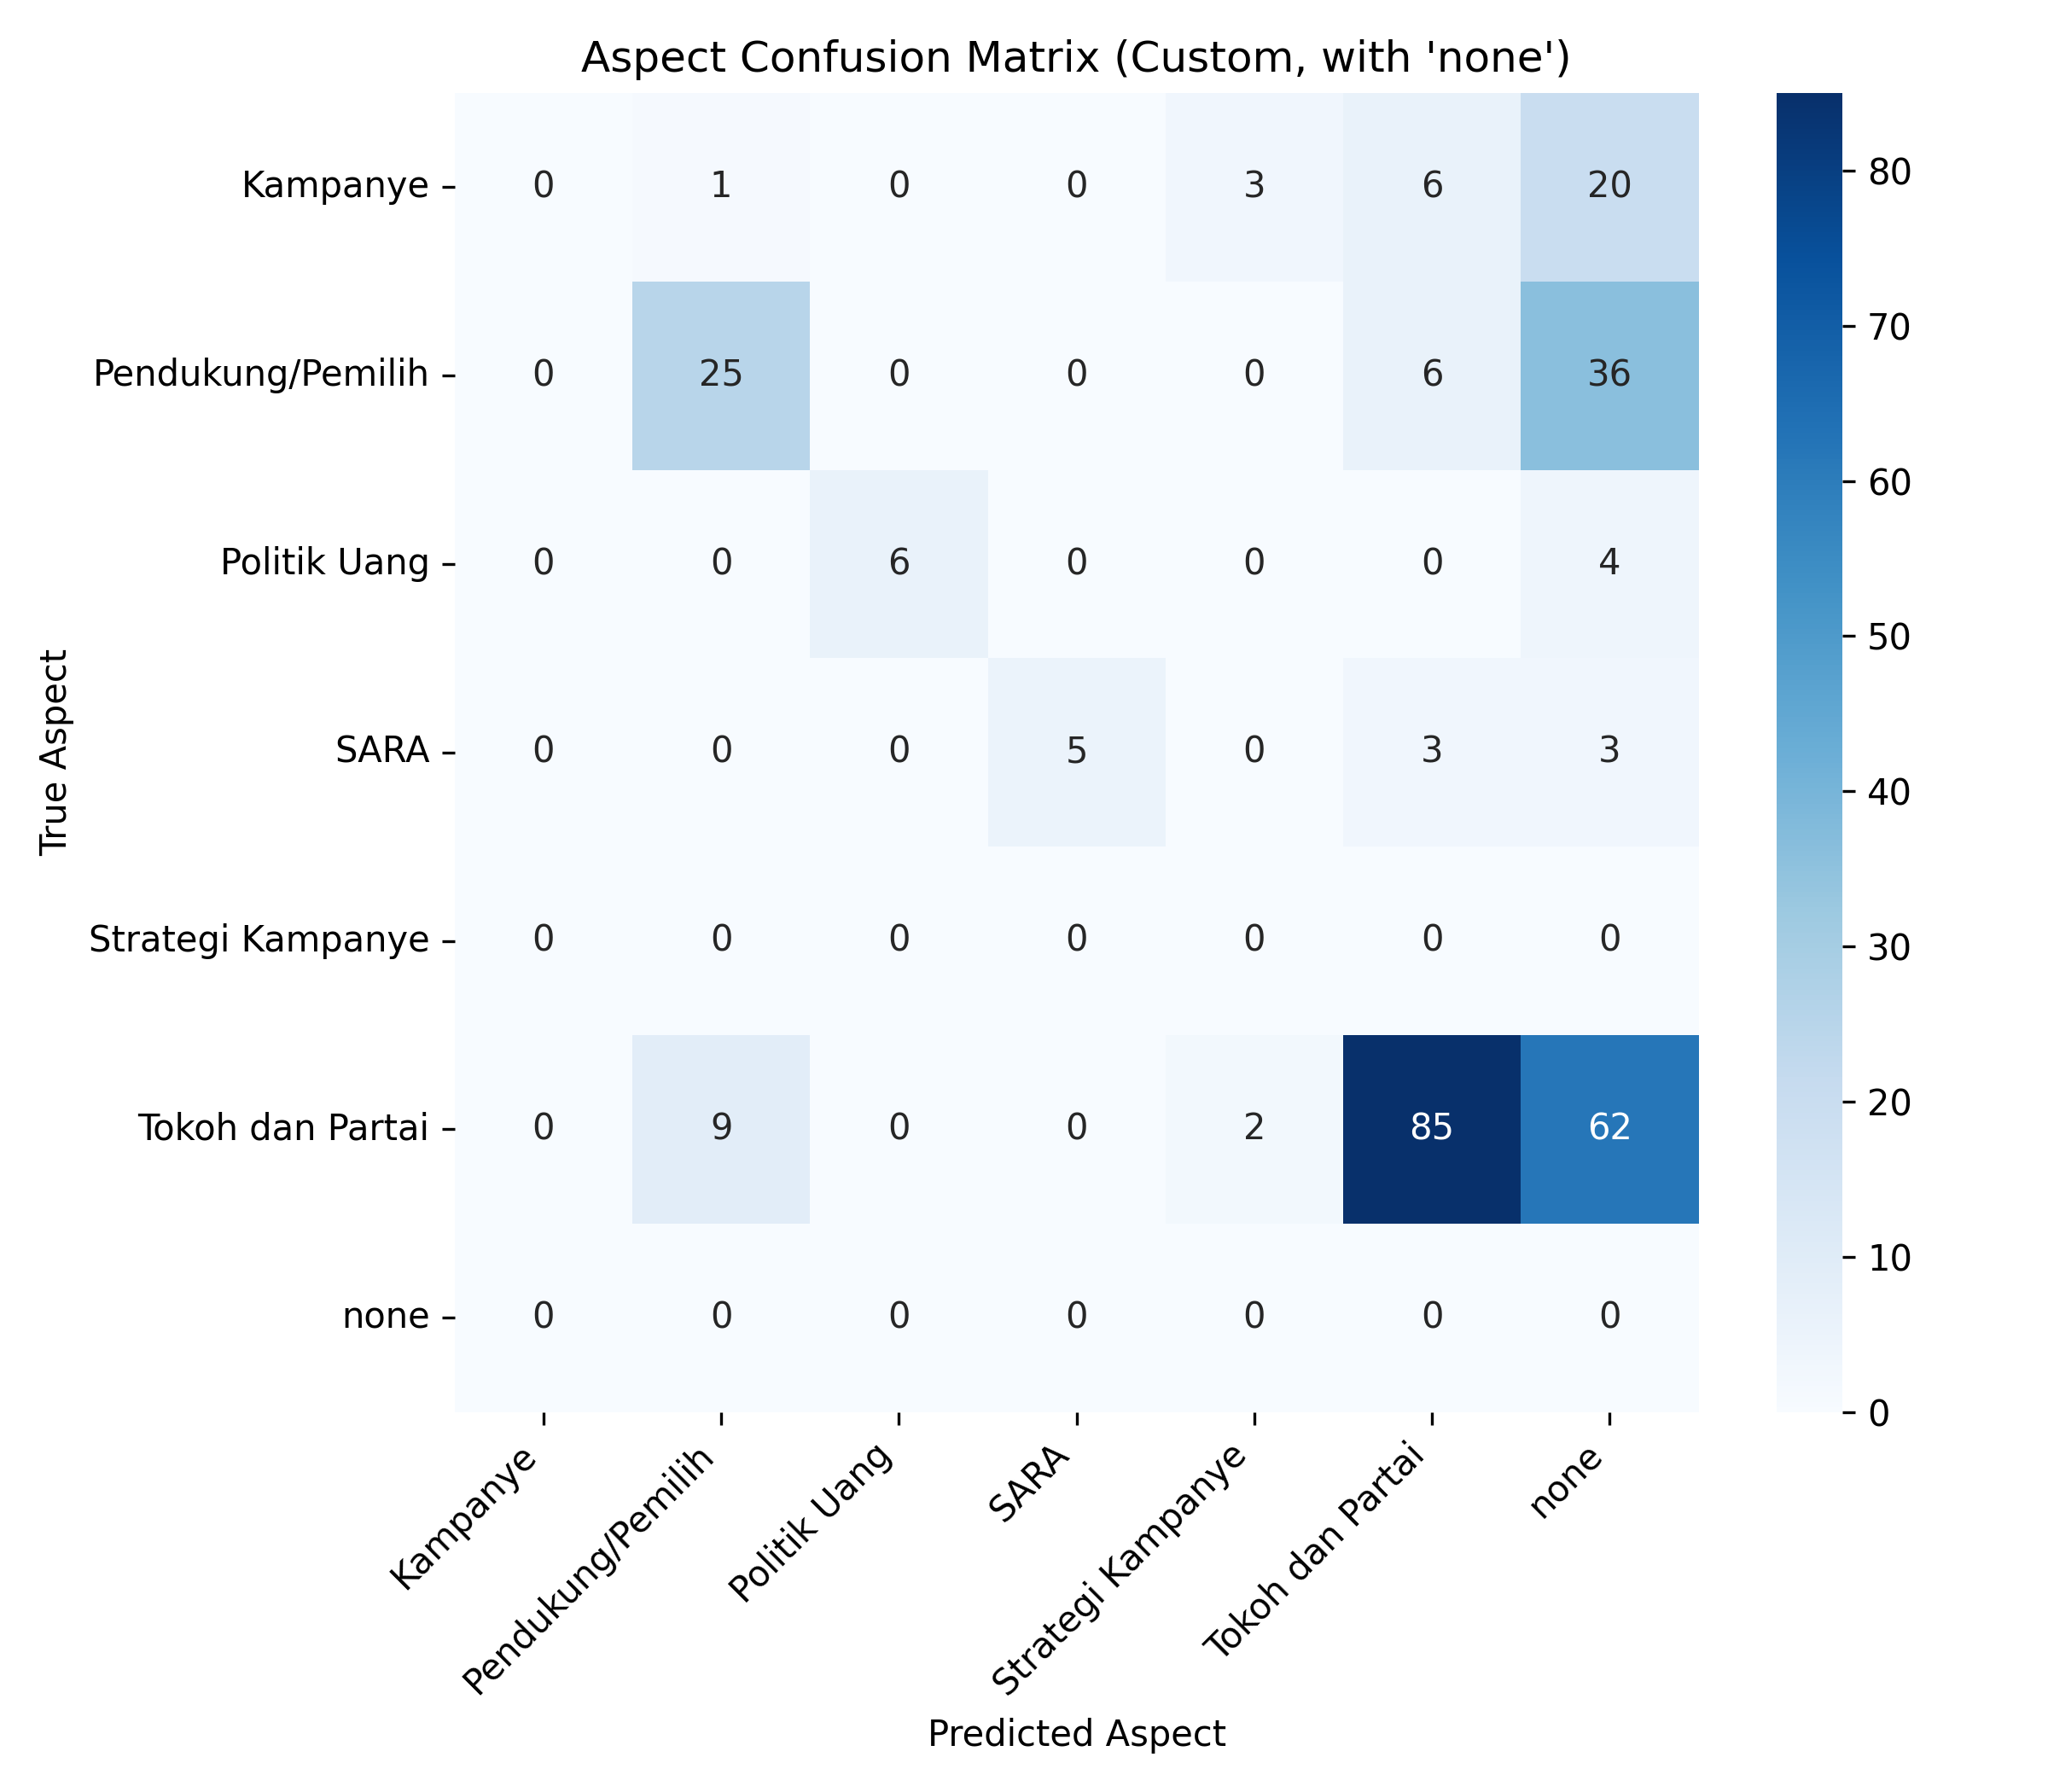 Aspect Confusion Matrix (Custom, with 'none')
Kampanye 0 1 0 0 3 6 20
Pendukung/Pemilih 0 25 0 0 0 6 36
Politik Uang 0 0 6 0 0 0 4
SARA 0 0 0 5 0 3 3
Strategi Kampanye 0 0 0 0 0 0 0
Tokoh dan Partai 0 9 0 0 2 85 62
none 0 0 0 0 0 0 0
True Aspect
Kampanye
Pendukung/Pemilih
Politik Uang
SARA
Strategi Kampanye
Tokoh dan Partai
none
Predicted Aspect
80
70
60
50
40
30
20
10
0